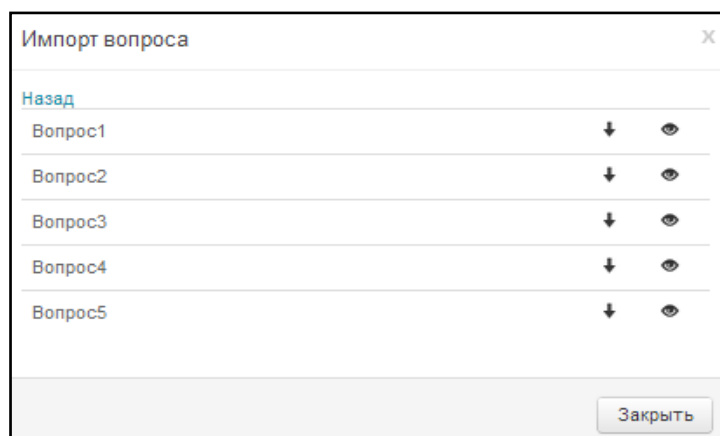 Импорт вопроса x
Назад
Вопрос1
Вопрос2
Вопрос3
Вопрос4
Вопрос5
Закрыть